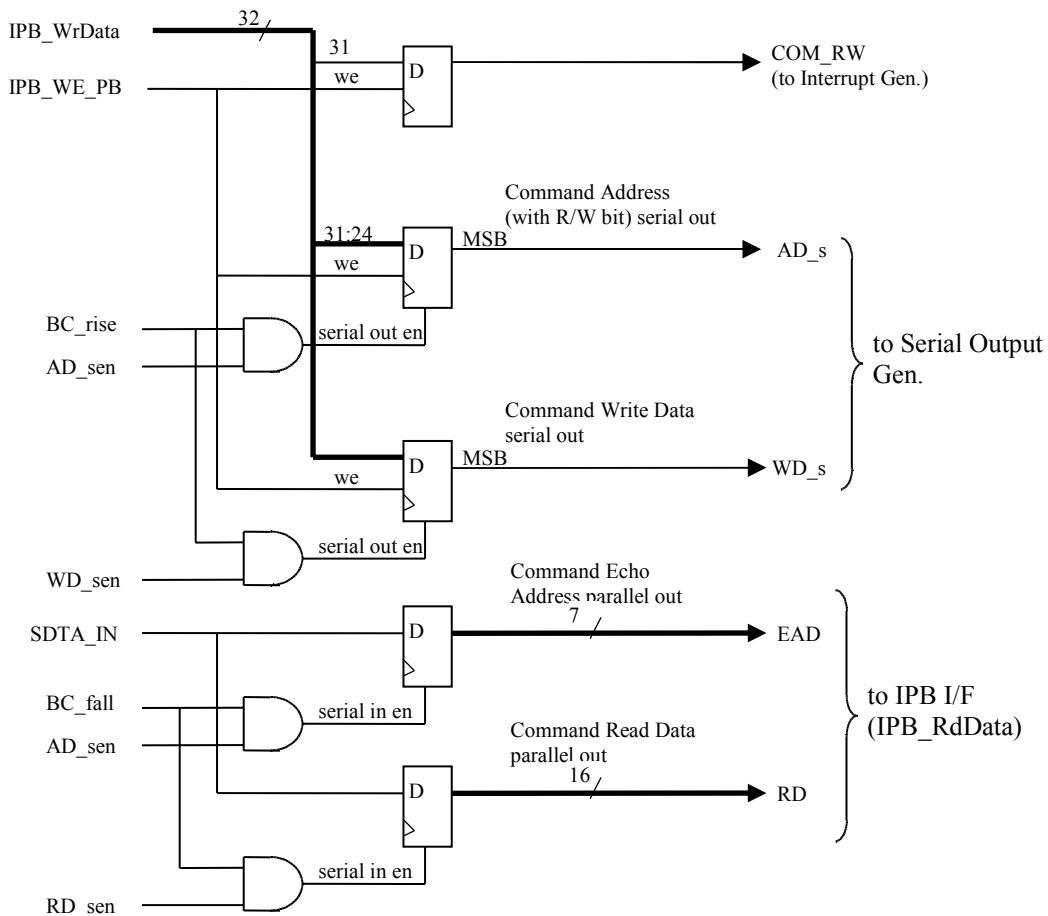 IPB_WrData
32
31
COM_RW
(to Interrupt Gen.)
D
IPB_WE_PB
we
Command Address
(with R/W bit) serial out
31:24
MSB
D
AD_s
we
BC_rise
serial out en
AD_sen
to Serial Output
Gen.
Command Write Data
serial out
D
MSB
WD_s
we
serial out en
WD_sen
Command Echo
Address parallel out
7
SDTA_IN
D
EAD
BC_fall
serial in en
AD_sen
to IPB I/F
(IPB_RdData)
Command Read Data
parallel out
16
D
RD
serial in en
RD_sen